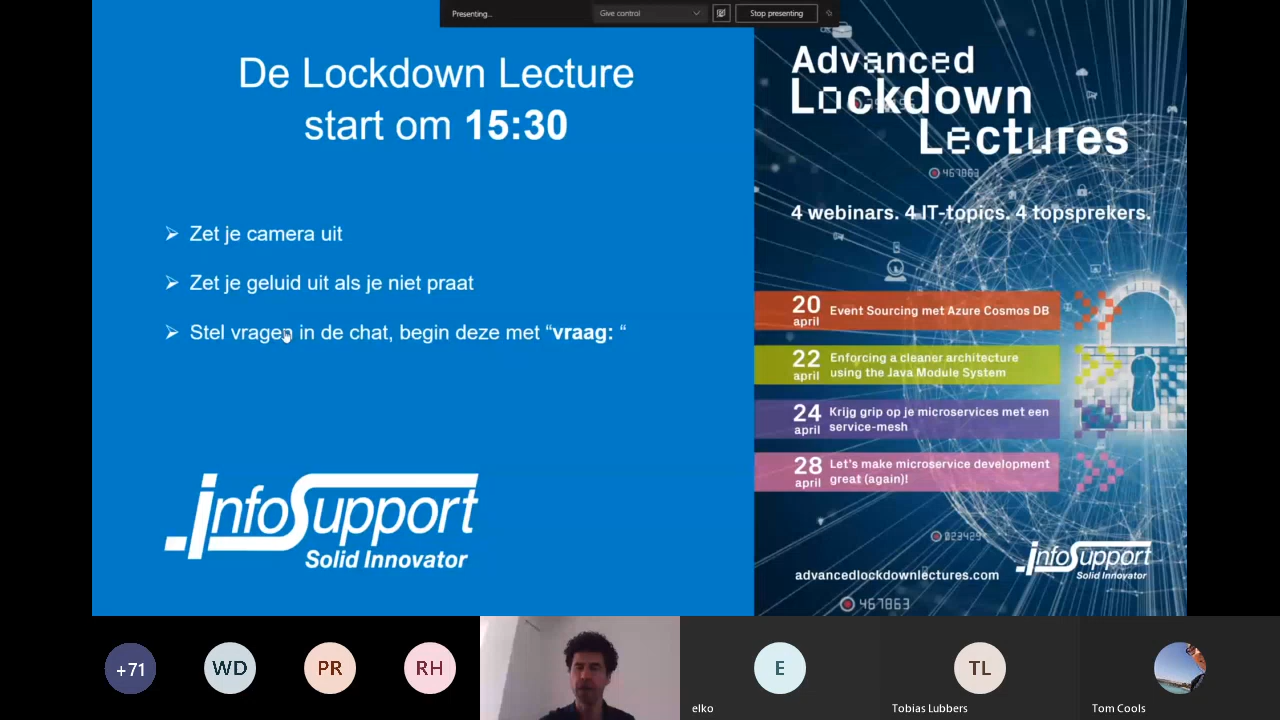 Presenting...
Give control
Stop presenting
De Lockdown Lecture
start om 15:30
➢ Zet je camera uit
➢ Zet je geluid uit als je niet praat
➢ Stel vragen in de chat, begin deze met “vraag: “
infoSupport
Solid Innovator
Advanced
Lockdown
Lectures
467863
4 webinars. 4 IT-topics. 4 topsprekers.
20 april
Event Sourcing met Azure Cosmos DB
22 april
Enforcing a cleaner architecture
using the Java Module System
24 april
Krijg grip op je microservices met een
service-mesh
28 april
Let's make microservice development
great (again)!
023429
advancedlockdownlectures.com
infoSupport
Solid Innovator
467863
+71
WD
PR
RH
E
elko
TL
Tobias Lubbers
Tom Cools